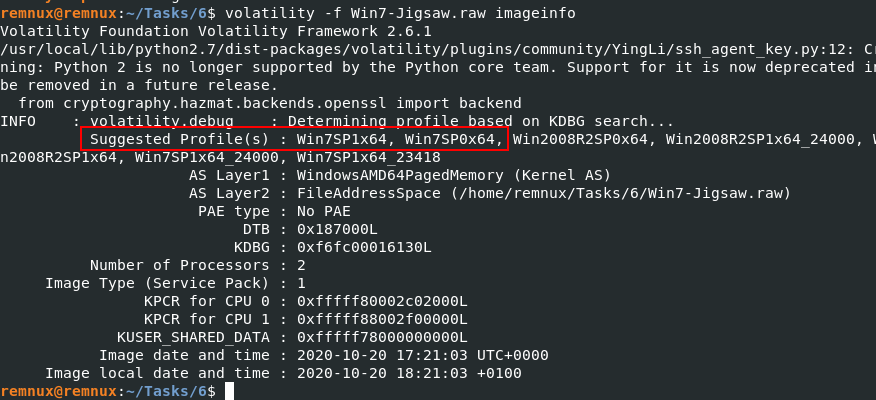 remnux@remnux:~/Tasks/6$ volatility -f Win7-Jigsaw.raw imageinfo
Volatility Foundation Volatility Framework 2.6.1
/usr/local/lib/python2.7/dist-packages/volatility/plugins/community/YingLi/ssh_agent_key.py:12:
ning: Python 2 is no longer supported by the Python core team. Support for it is now deprecated
be removed in a future release.
from cryptography.hazmat.backends.openssl import backend
INFO    : volatility.debug    : Determining profile based on KDBG search...
Suggested Profile(s) : Win7SP1x64, Win7SP0x64, Win2008R2SP0x64, Win2008R2SP1x64_24000,
n2008R2SP1x64, Win7SP1x64_24000, Win7SP1x64_23418
AS Layer1 : WindowsAMD64PagedMemory (Kernel AS)
AS Layer2 : FileAddressSpace (/home/remnux/Tasks/6/Win7-Jigsaw.raw)
PAE type : No PAE
DTB : 0x187000L
KDBG : 0xf6fc00016130L
Number of Processors : 2
Image Type (Service Pack) : 1
KPCR for CPU 0 : 0xfffff80002c02000L
KPCR for CPU 1 : 0xfffff88002f00000L
KUSER_SHARED_DATA : 0xfffff78000000000L
Image date and time : 2020-10-20 17:21:03 UTC+0000
Image local date and time : 2020-10-20 18:21:03 +0100
remnux@remnux:~/Tasks/6$